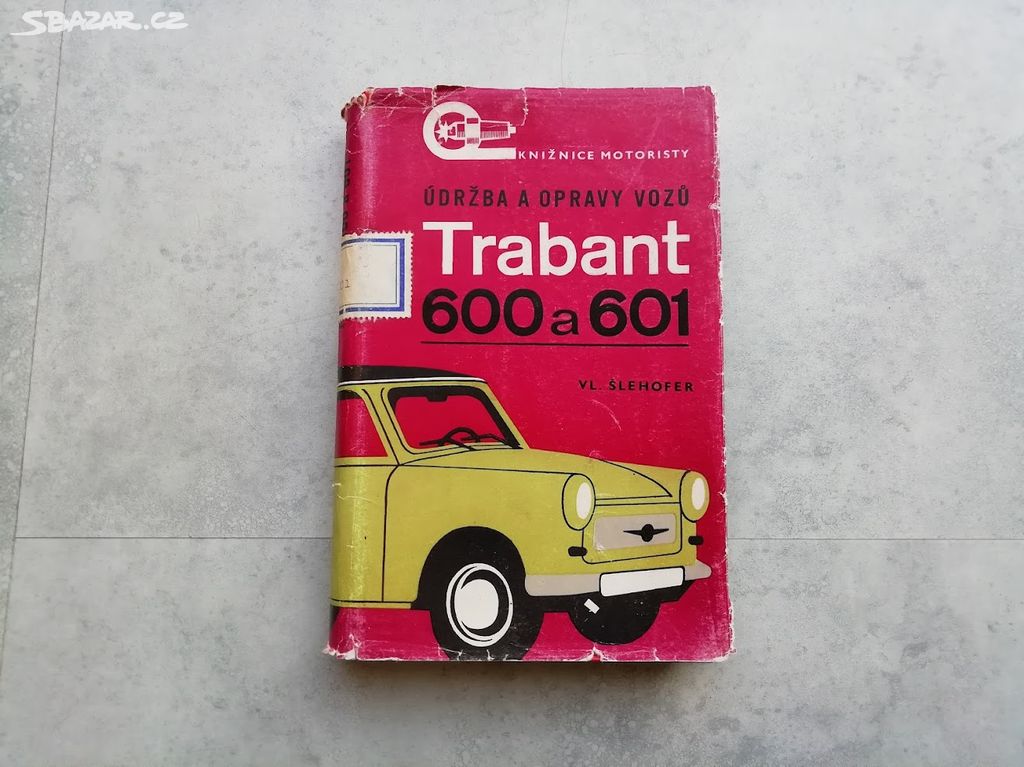 SBAZAR.CZ
KNIŽNICE MOTORISTY
ÚDRŽBA A OPRAVY VOZŮ
Trabant
600 a 601
VL. ŠLEHOFER